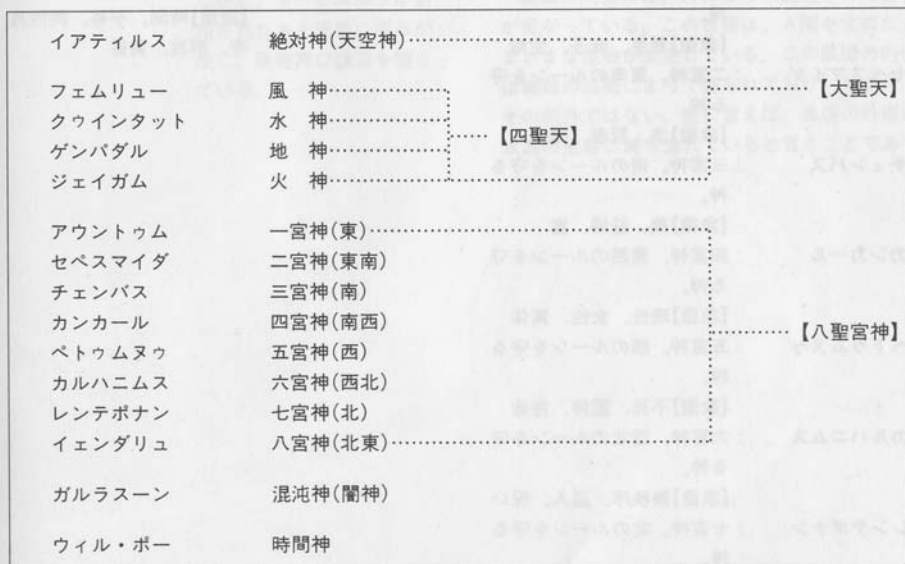 イアテイルス 絶対神(天空神)
【大聖天】
フェムリュー 風 神
クゥインタット 水 神
【四聖天】
ゲンパダル 地 神
ジェイガム 火 神
アウントゥム 一宮神(東)
セペスマイダ 二宮神(東南)
チェンバス 三宮神(南)
カンカール 四宮神(南西)
【八聖宮神】
ペトゥムヌゥ 五宮神(西)
カルハニムス 六宮神(西北)
レンテポナン 七宮神(北)
イェンダリュ 八宮神(北東)
ガルラスーン 混沌神(闇神)
ウィル・ポー 時間神